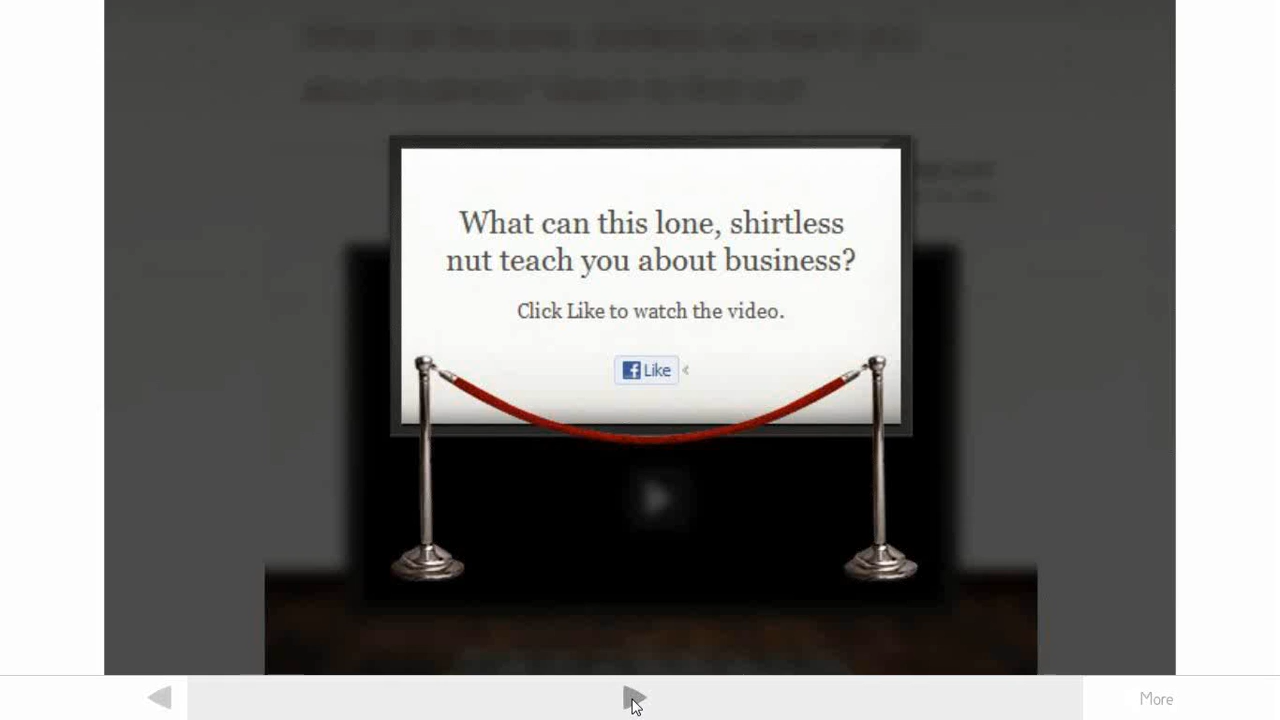 What can this lone, shirtless
nut teach you about business?
Click Like to watch the video.
Like
More